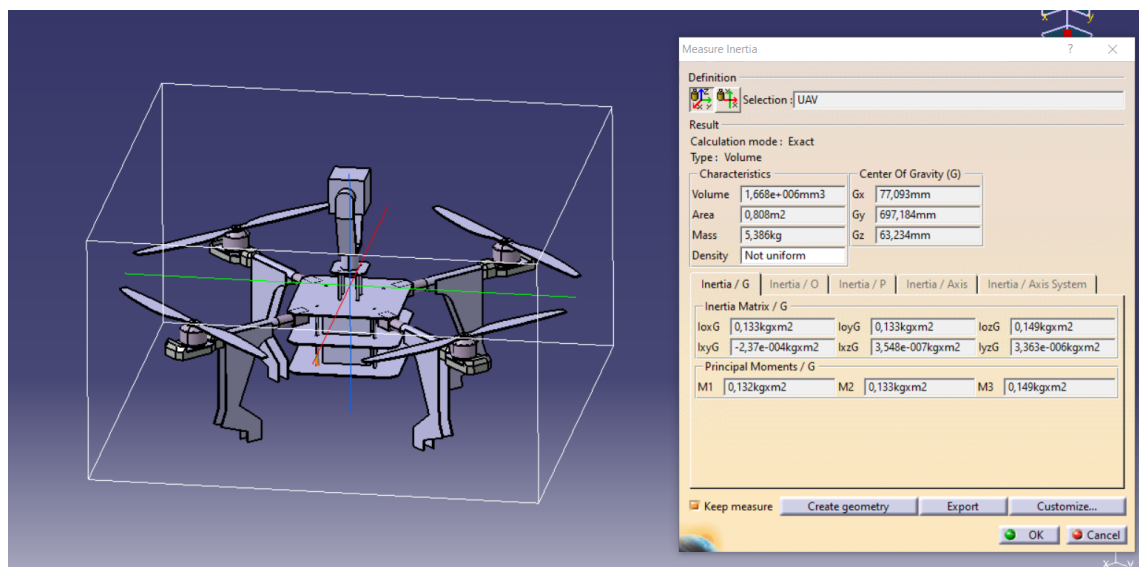 x y
Measure Inertia ? ×
Definition
Selection : UAV
Result
Calculation mode : Exact
Type : Volume
Characteristics Center Of Gravity (G)
Volume 1,668e+006mm3 Gx 77,093mm
Area 0,808m2 Gy 697,184mm
Mass 5,386kg Gz 63,234mm
Density Not uniform
Inertia / G Inertia / O Inertia / P Inertia / Axis Inertia / Axis System
Inertia Matrix / G
IoxG 0,133kgxm2 IoyG 0,133kgxm2 IozG 0,149kgxm2
IxyG -2,37e-004kgxm2 IxzG 3,548e-007kgxm2 IyzG 3,363e-006kgxm2
Principal Moments / G
M1 0,132kgxm2 M2 0,133kgxm2 M3 0,149kgxm2
Keep measure Create geometry Export Customize...
OK Cancel
x y